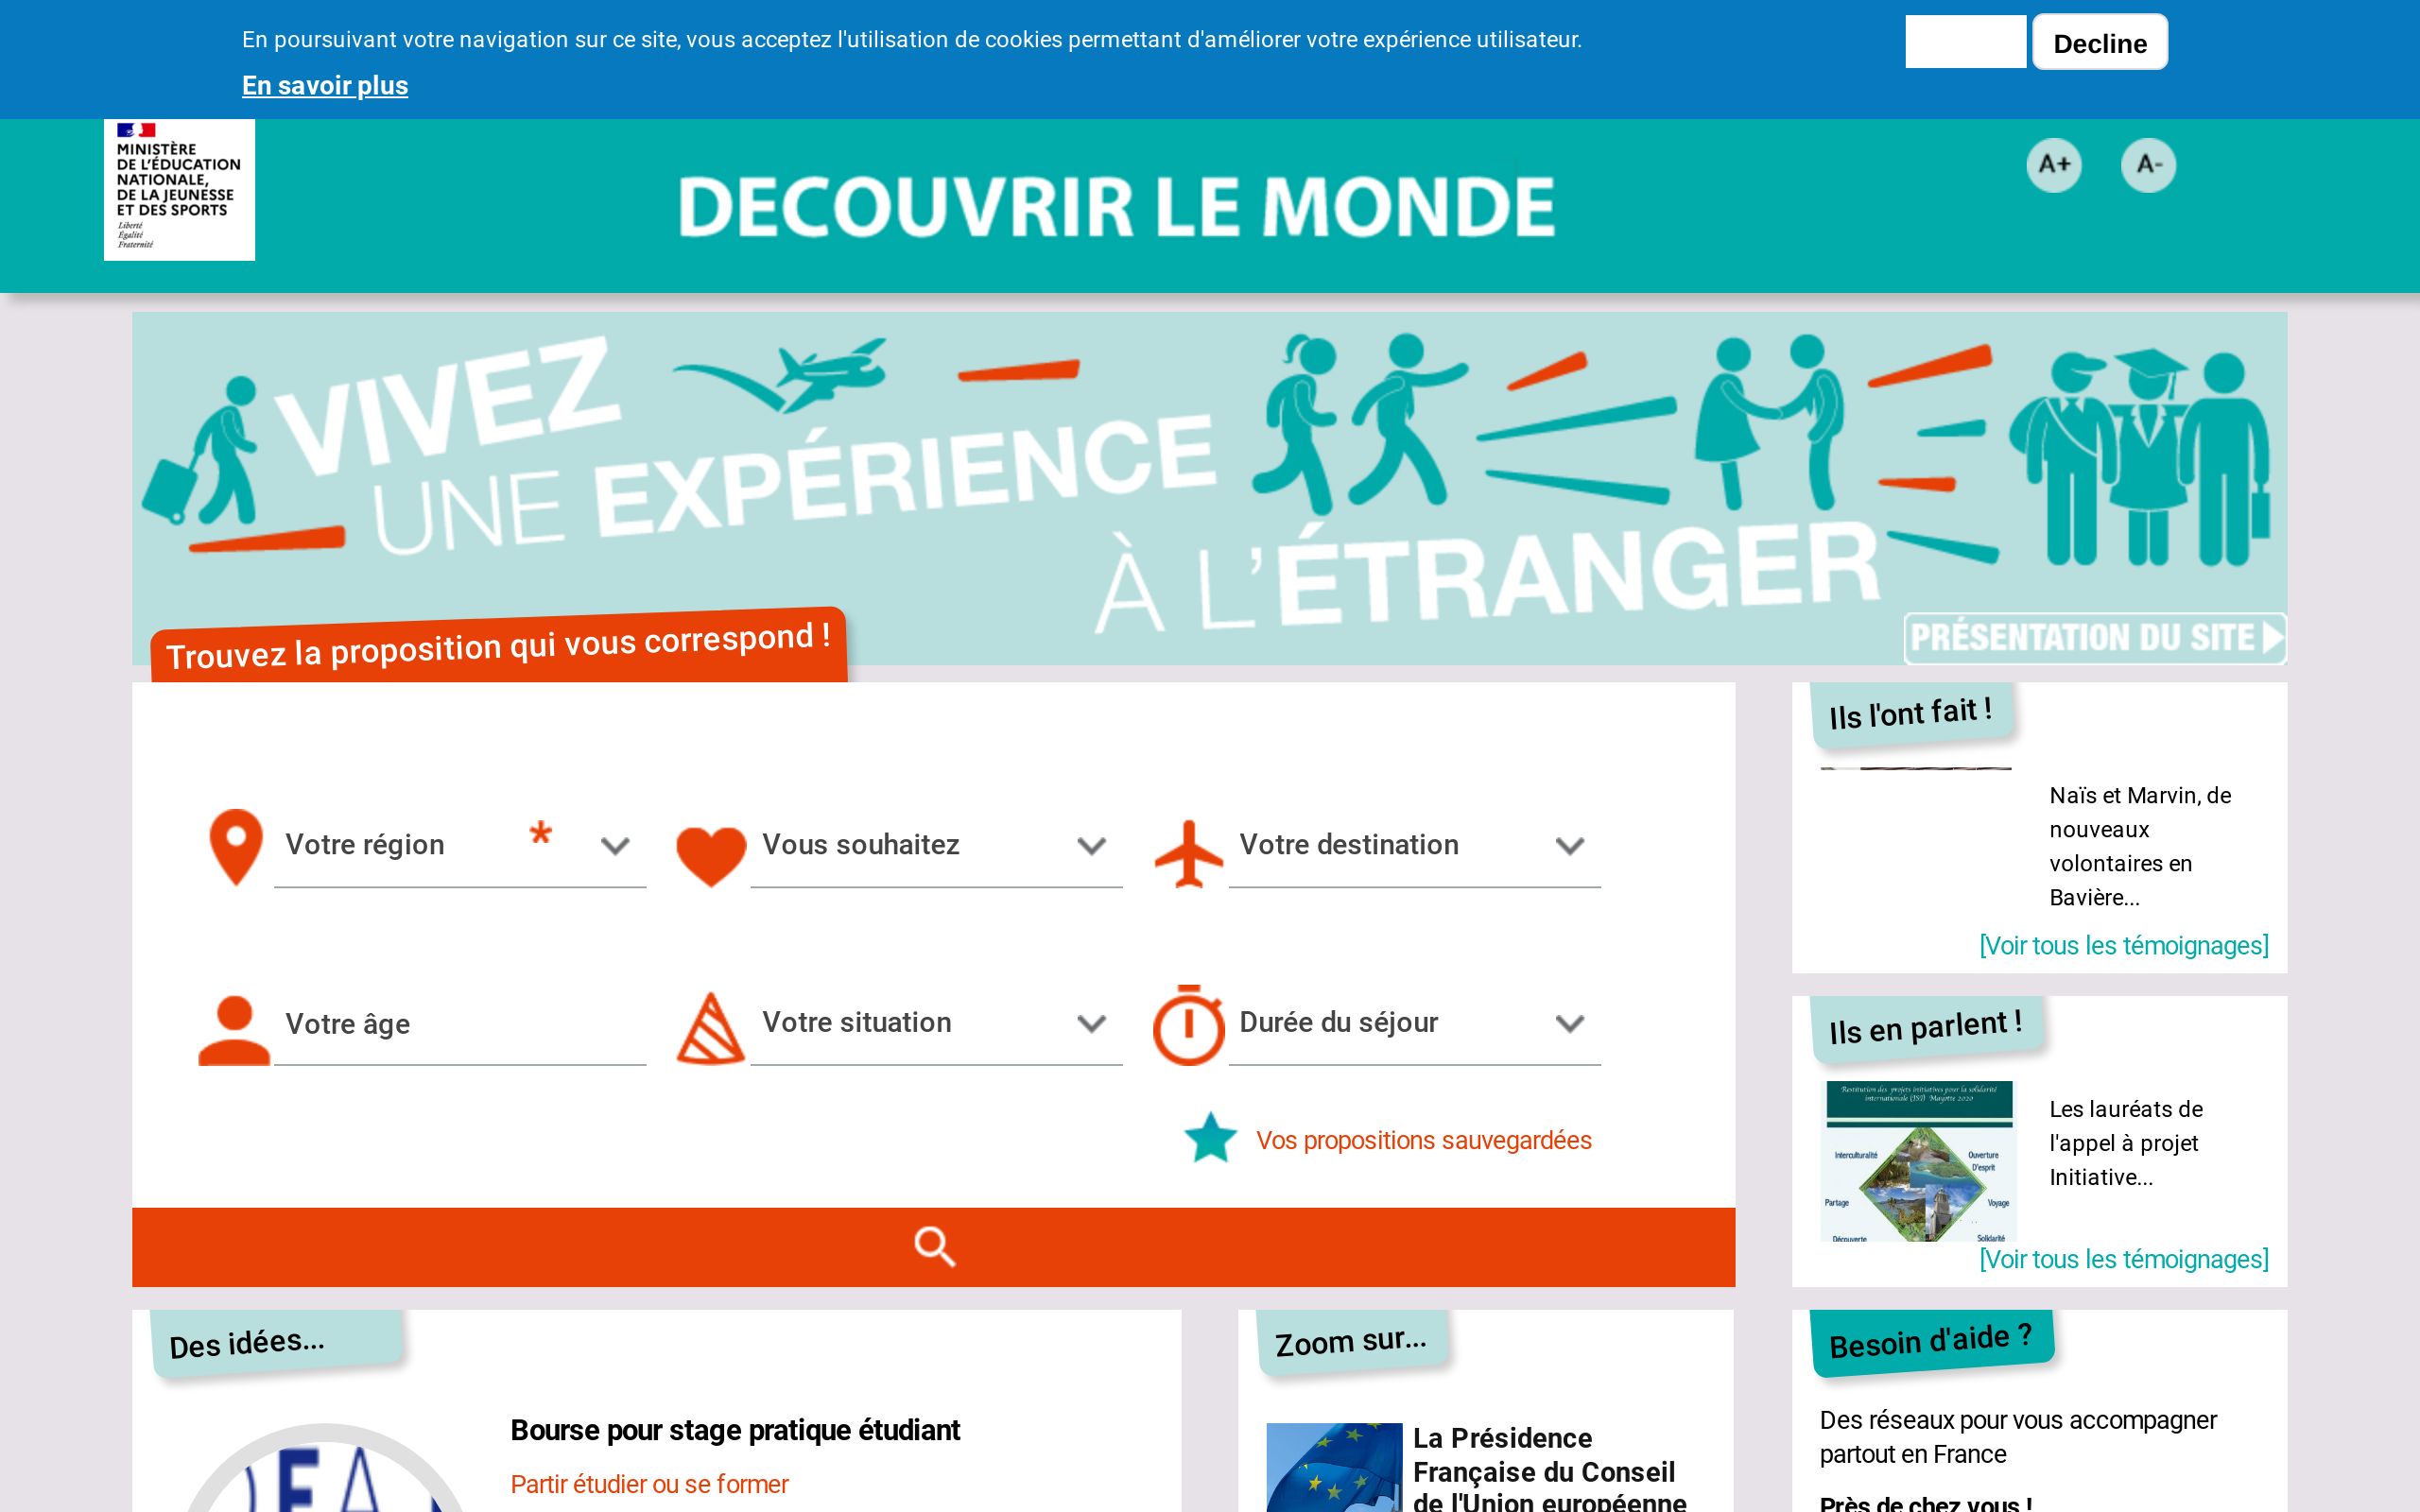 En poursuivant votre navigation sur ce site, vous acceptez l'utilisation de cookies permettant d'améliorer votre expérience utilisateur.
En savoir plus
Decline
MINISTÈRE
DE L'ÉDUCATION
NATIONALE,
DE LA JEUNESSE
ET DES SPORTS
Liberté
Égalité
Fraternité
DECOUVRIR LE MONDE
A+
A-
VIVEZ
UNE EXPÉRIENCE
À L'ÉTRANGER
PRÉSENTATION DU SITE
Trouvez la proposition qui vous correspond !
Votre région *
Vous souhaitez
Votre destination
Votre âge
Votre situation
Durée du séjour
Vos propositions sauvegardées
Ils l'ont fait !
Naïs et Marvin, de
nouveaux
volontaires en
Bavière...
[Voir tous les témoignages]
Ils en parlent !
Restitution des projets initiatives pour la solidarité
internationale (ISI) Mayotte 2020
Interculturalité
Ouverture
D'esprit
Partage
Voyage
Découverte
Solidarité
Les lauréats de
l'appel à projet
Initiative...
[Voir tous les témoignages]
Des idées...
Bourse pour stage pratique étudiant
Partir étudier ou se former
Zoom sur...
La Présidence
Française du Conseil
de l'Union européenne
Besoin d'aide ?
Des réseaux pour vous accompagner
partout en France
Près de chez vous !